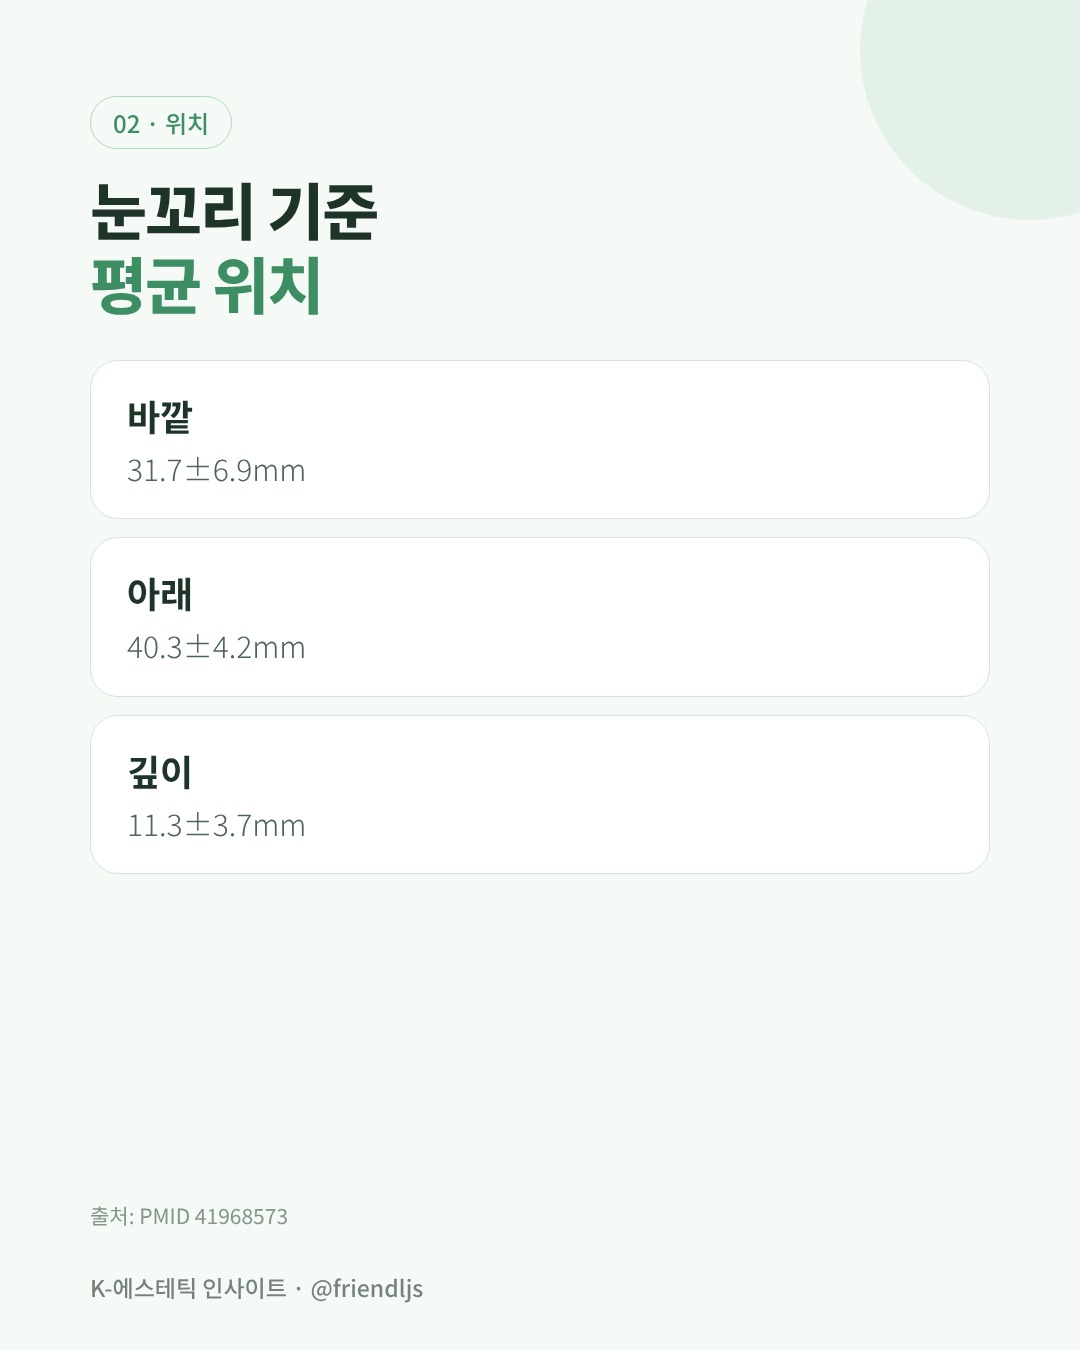 02 · 위치
눈꼬리 기준
평균 위치
바깥
31.7±6.9mm
아래
40.3±4.2mm
깊이
11.3±3.7mm
출처: PMID 41968573
K-에스테틱 인사이트 · @friendljs